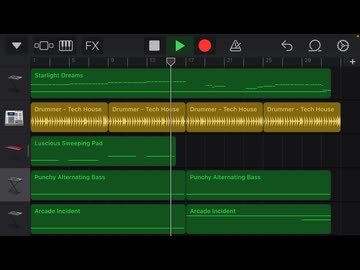 FX
1
9
13
17
21
25
29
Starlight Dreams
Drummer - Tech House Drummer - Tech House Drummer - Tech House Drummer - Tech House
Luscious Sweeping Pad
Punchy Alternating Bass Punchy Alternating Bass
Arcade Incident Arcade Incident